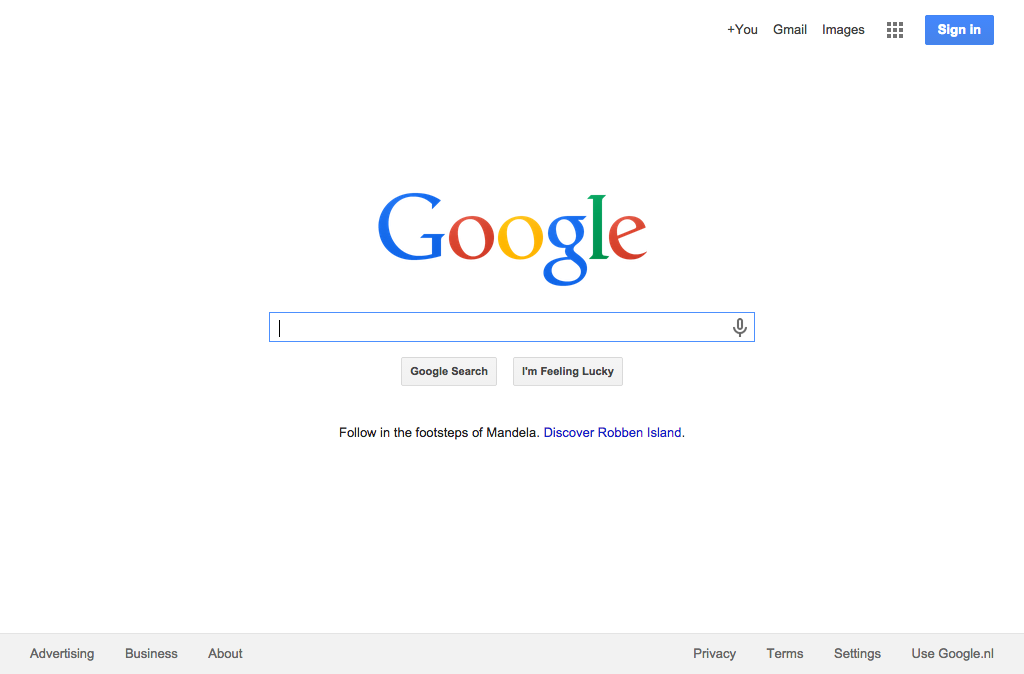 +You Gmail Images Sign in
Google
Google Search I'm Feeling Lucky
Follow in the footsteps of Mandela. Discover Robben Island.
Advertising Business About Privacy Terms Settings Use Google.nl